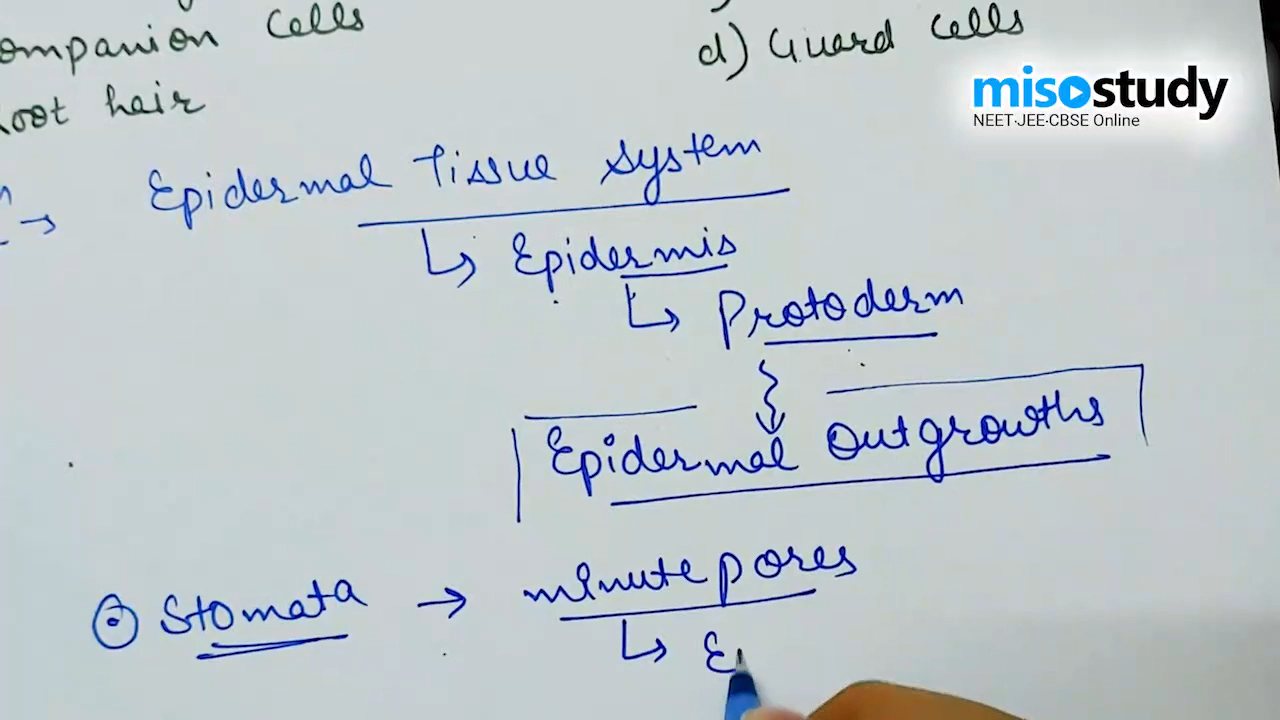 ompanion cells
d) Guard cells
root hair
misostudy
NEET-JEE-CBSE Online
→ Epidermal Tissue System
↳ Epidermis
↳ Protoderm
Epidermal outgrowths
Stomata → minute pores
↳ E